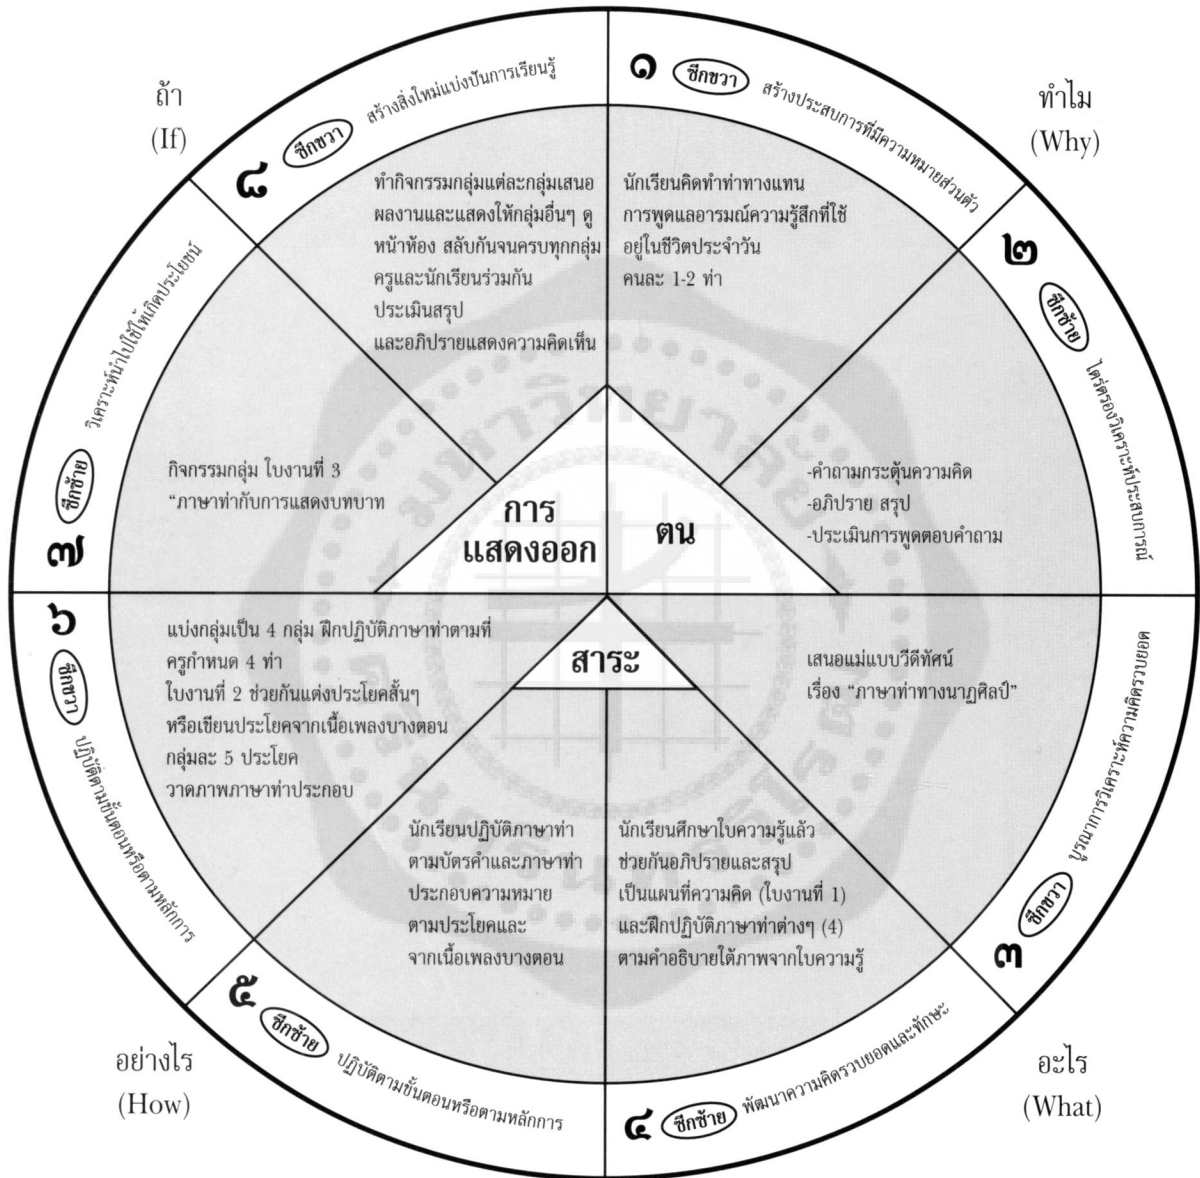 ถ้า
(If)
ทำไม
(Why)
๑ ซีกขวา สร้างประสบการที่มีความหมายส่วนตัว
นักเรียนคิดทำท่าทางแทน
การพูดแลอารมณ์ความรู้สึกที่ใช้
อยู่ในชีวิตประจำวัน
คนละ 1-2 ท่า
๒ ซีกซ้าย ไตร่ตรองวิเคราะห์ประสบการณ์
-คำถามกระตุ้นความคิด
-อภิปราย สรุป
-ประเมินการพูดตอบคำถาม
๓ ซีกขวา บูรณาการวิเคราะห์ความคิดรวบยอด
เสนอแม่แบบวีดีทัศน์
เรื่อง “ภาษาท่าทางนาฏศิลป์”
๔ ซีกซ้าย พัฒนาความคิดรวบยอดและทักษะ
นักเรียนศึกษาใบความรู้แล้ว
ช่วยกันอภิปรายและสรุป
เป็นแผนที่ความคิด (ใบงานที่ 1)
และฝึกปฏิบัติภาษาท่าต่างๆ (4)
ตามคำอธิบายใต้ภาพจากใบความรู้
๕ ซีกซ้าย ปฏิบัติตามขั้นตอนหรือตามหลักการ
นักเรียนปฏิบัติภาษาท่า
ตามบัตรคำและภาษาท่า
ประกอบความหมาย
ตามประโยคและ
จากเนื้อเพลงบางตอน
๖ ซีกขวา ปฏิบัติตามขั้นตอนหรือตามหลักการ
แบ่งกลุ่มเป็น 4 กลุ่ม ฝึกปฏิบัติภาษาท่าตามที่
ครูกำหนด 4 ท่า
ใบงานที่ 2 ช่วยกันแต่งประโยคสั้นๆ
หรือเขียนประโยคจากเนื้อเพลงบางตอน
กลุ่มละ 5 ประโยค
วาดภาพภาษาท่าประกอบ
๗ ซีกซ้าย วิเคราะห์นำไปใช้ให้เกิดประโยชน์
กิจกรรมกลุ่ม ใบงานที่ 3
“ภาษาท่ากับการแสดงบทบาท
๘ ซีกขวา สร้างสิ่งใหม่แบ่งปันการเรียนรู้
ทำกิจกรรมกลุ่มแต่ละกลุ่มเสนอ
ผลงานและแสดงให้กลุ่มอื่นๆ ดู
หน้าห้อง สลับกันจนครบทุกกลุ่ม
ครูและนักเรียนร่วมกัน
ประเมินสรุป
และอภิปรายแสดงความคิดเห็น
การ
แสดงออก
ตน
สาระ
อย่างไร
(How)
อะไร
(What)
มหาวิทยาลัย
ศรีนครินทรวิโรฒ